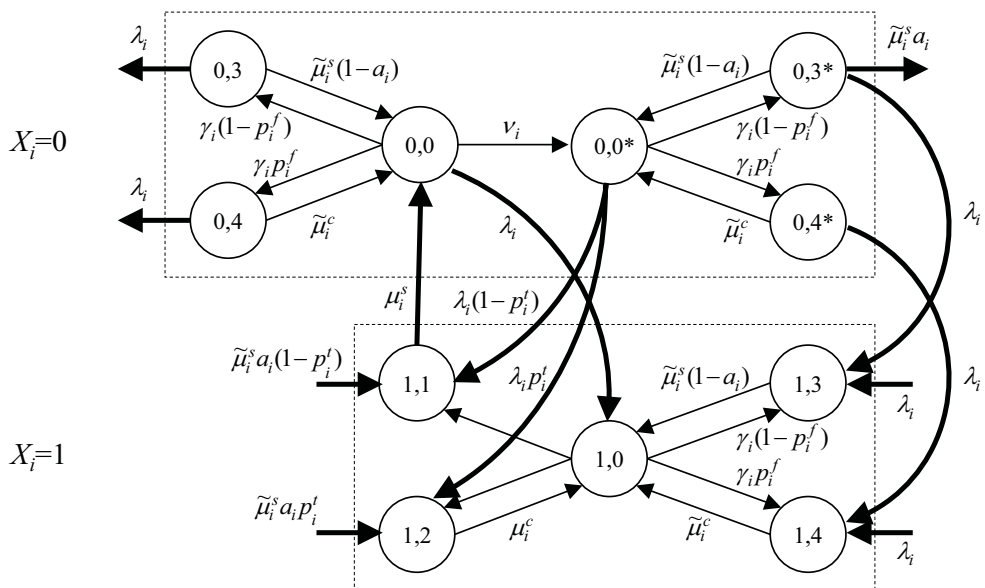 λ_i
0,3
μ̃_i^s(1−a_i)
γ_i(1−p_i^f)
X_i=0
0,0
ν_i
0,0*
μ̃_i^s(1−a_i)
0,3*
μ̃_i^s a_i
γ_i(1−p_i^f)
λ_i
γ_i p_i^f
0,4
μ̃_i^c
λ_i
γ_i p_i^f
μ̃_i^c
0,4*
λ_i
μ_i^s
λ_i(1−p_i^t)
μ̃_i^s a_i(1−p_i^t)
1,1
λ_i p_i^t
μ̃_i^s(1−a_i)
1,3
λ_i
λ_i
X_i=1
1,0
γ_i(1−p_i^f)
γ_i p_i^f
μ̃_i^s a_i p_i^t
1,2
μ_i^c
μ̃_i^c
1,4
λ_i